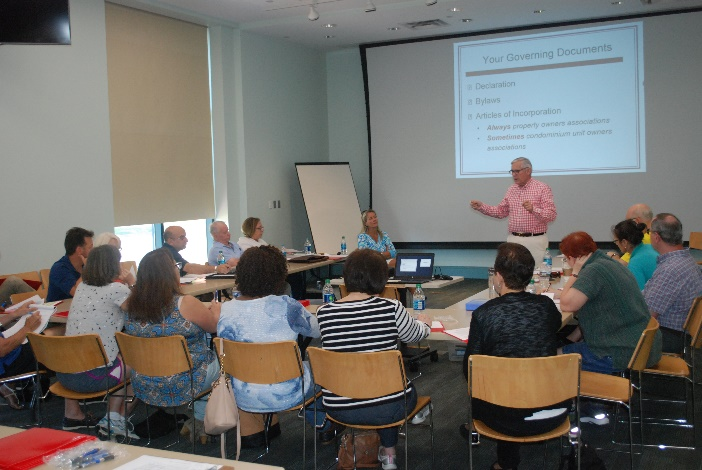 Your Governing Documents
Declaration
Bylaws
Articles of Incorporation
Always property owners associations
Sometimes condominium unit owners
associations